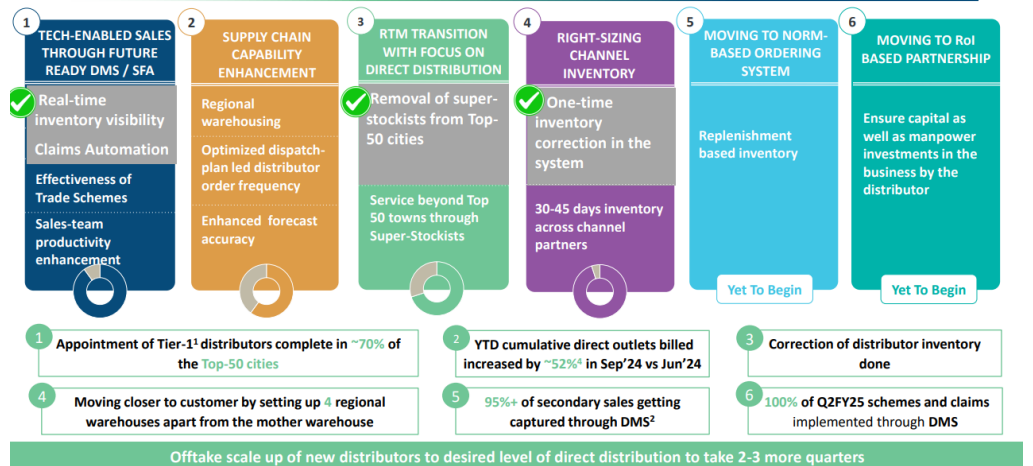 1
TECH-ENABLED SALES
THROUGH FUTURE
READY DMS / SFA
Real-time
inventory visibility
Claims Automation
Effectiveness of
Trade Schemes
Sales-team
productivity
enhancement
2
SUPPLY CHAIN
CAPABILITY
ENHANCEMENT
Regional
warehousing
Optimized dispatch-
plan led distributor
order frequency
Enhanced forecast
accuracy
3
RTM TRANSITION
WITH FOCUS ON
DIRECT DISTRIBUTION
Removal of super-
stockists from Top-
50 cities
Service beyond Top
50 towns through
Super-Stockists
4
RIGHT-SIZING
CHANNEL
INVENTORY
One-time
inventory
correction in the
system
30-45 days inventory
across channel
partners
5
MOVING TO NORM-
BASED ORDERING
SYSTEM
Replenishment
based inventory
Yet To Begin
6
MOVING TO RoI
BASED PARTNERSHIP
Ensure capital as
well as manpower
investments in the
business by the
distributor
Yet To Begin
1
Appointment of Tier-1¹ distributors complete in ~70% of
the Top-50 cities
2
YTD cumulative direct outlets billed
increased by ~52%⁴ in Sep’24 vs Jun’24
3
Correction of distributor inventory
done
4
Moving closer to customer by setting up 4 regional
warehouses apart from the mother warehouse
5
95%+ of secondary sales getting
captured through DMS²
6
100% of Q2FY25 schemes and claims
implemented through DMS
Offtake scale up of new distributors to desired level of direct distribution to take 2-3 more quarters